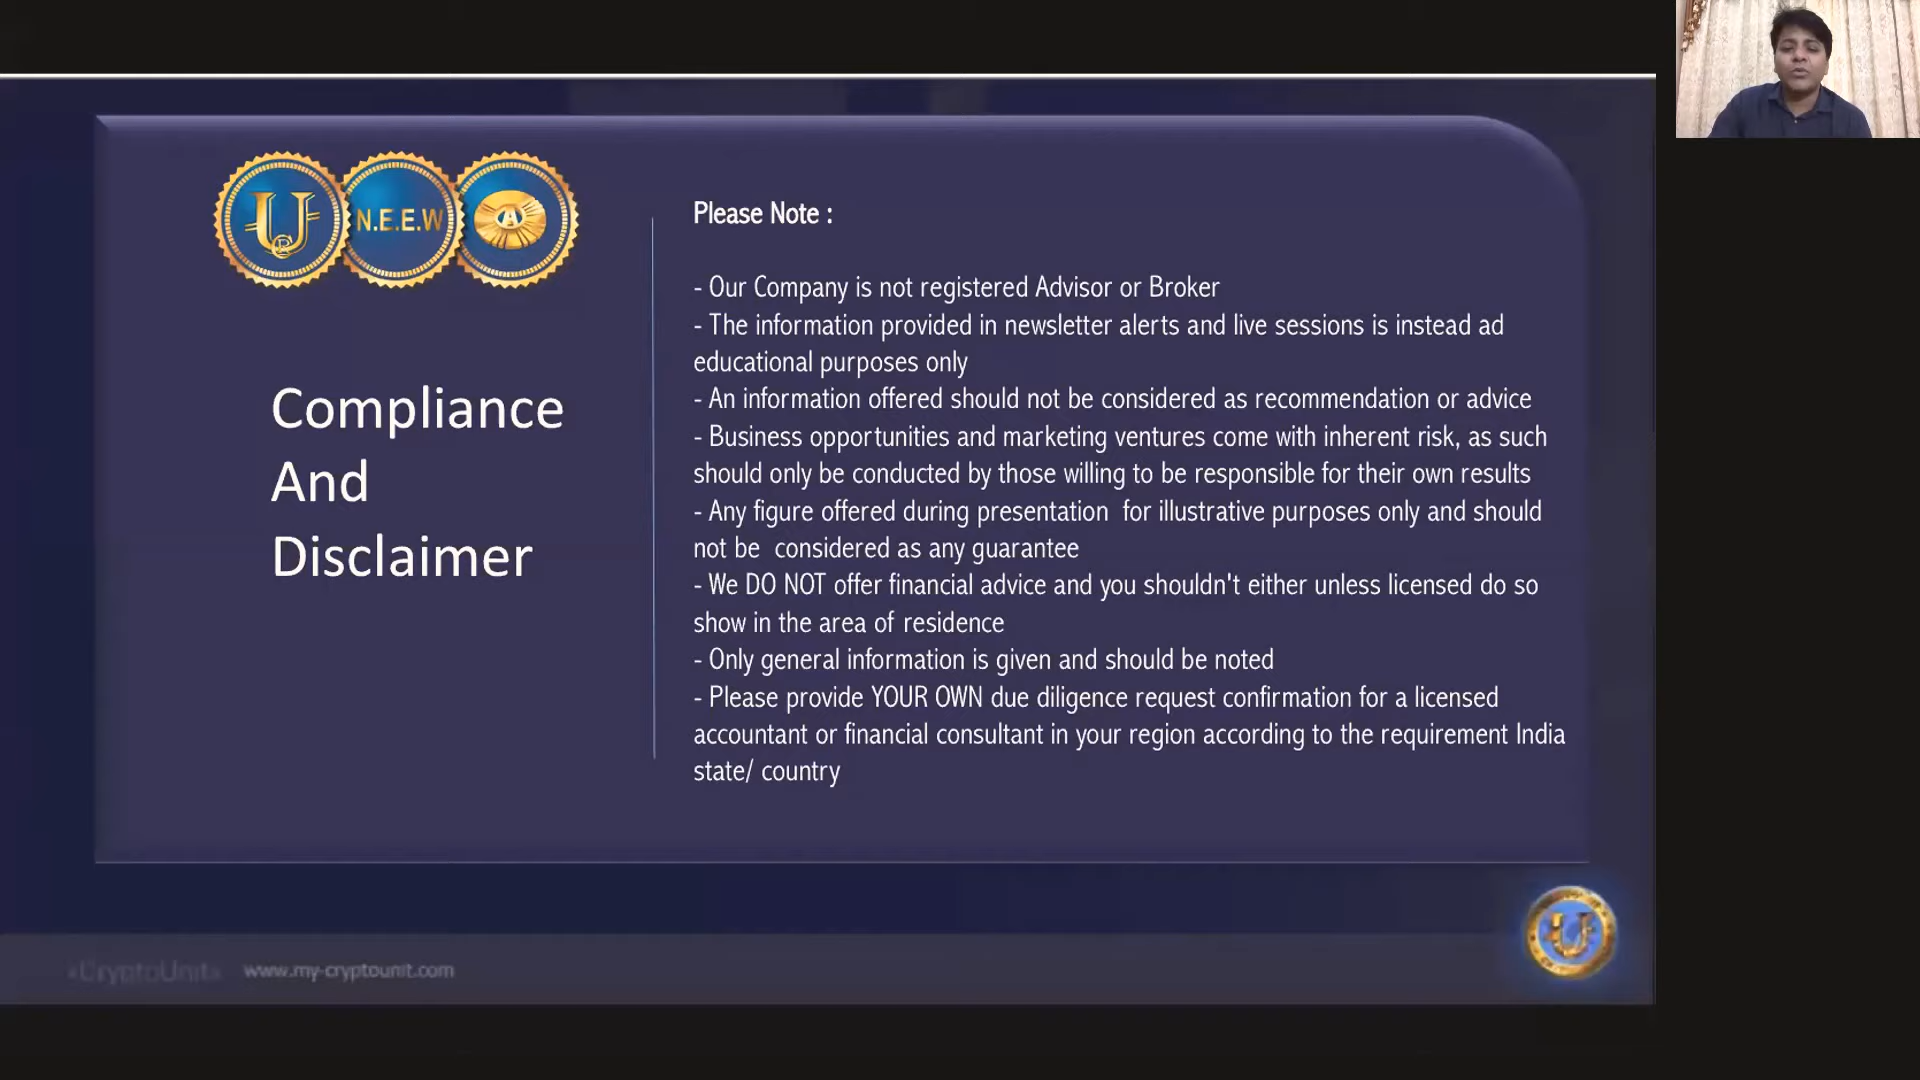 N.E.E.W
Compliance
And
Disclaimer
Please Note :
- Our Company is not registered Advisor or Broker
- The information provided in newsletter alerts and live sessions is instead ad
educational purposes only
- An information offered should not be considered as recommendation or advice
- Business opportunities and marketing ventures come with inherent risk, as such
should only be conducted by those willing to be responsible for their own results
- Any figure offered during presentation  for illustrative purposes only and should
not be  considered as any guarantee
- We DO NOT offer financial advice and you shouldn't either unless licensed do so
show in the area of residence
- Only general information is given and should be noted
- Please provide YOUR OWN due diligence request confirmation for a licensed
accountant or financial consultant in your region according to the requirement India
state/ country
«CryptoUnit» www.my-cryptounit.com